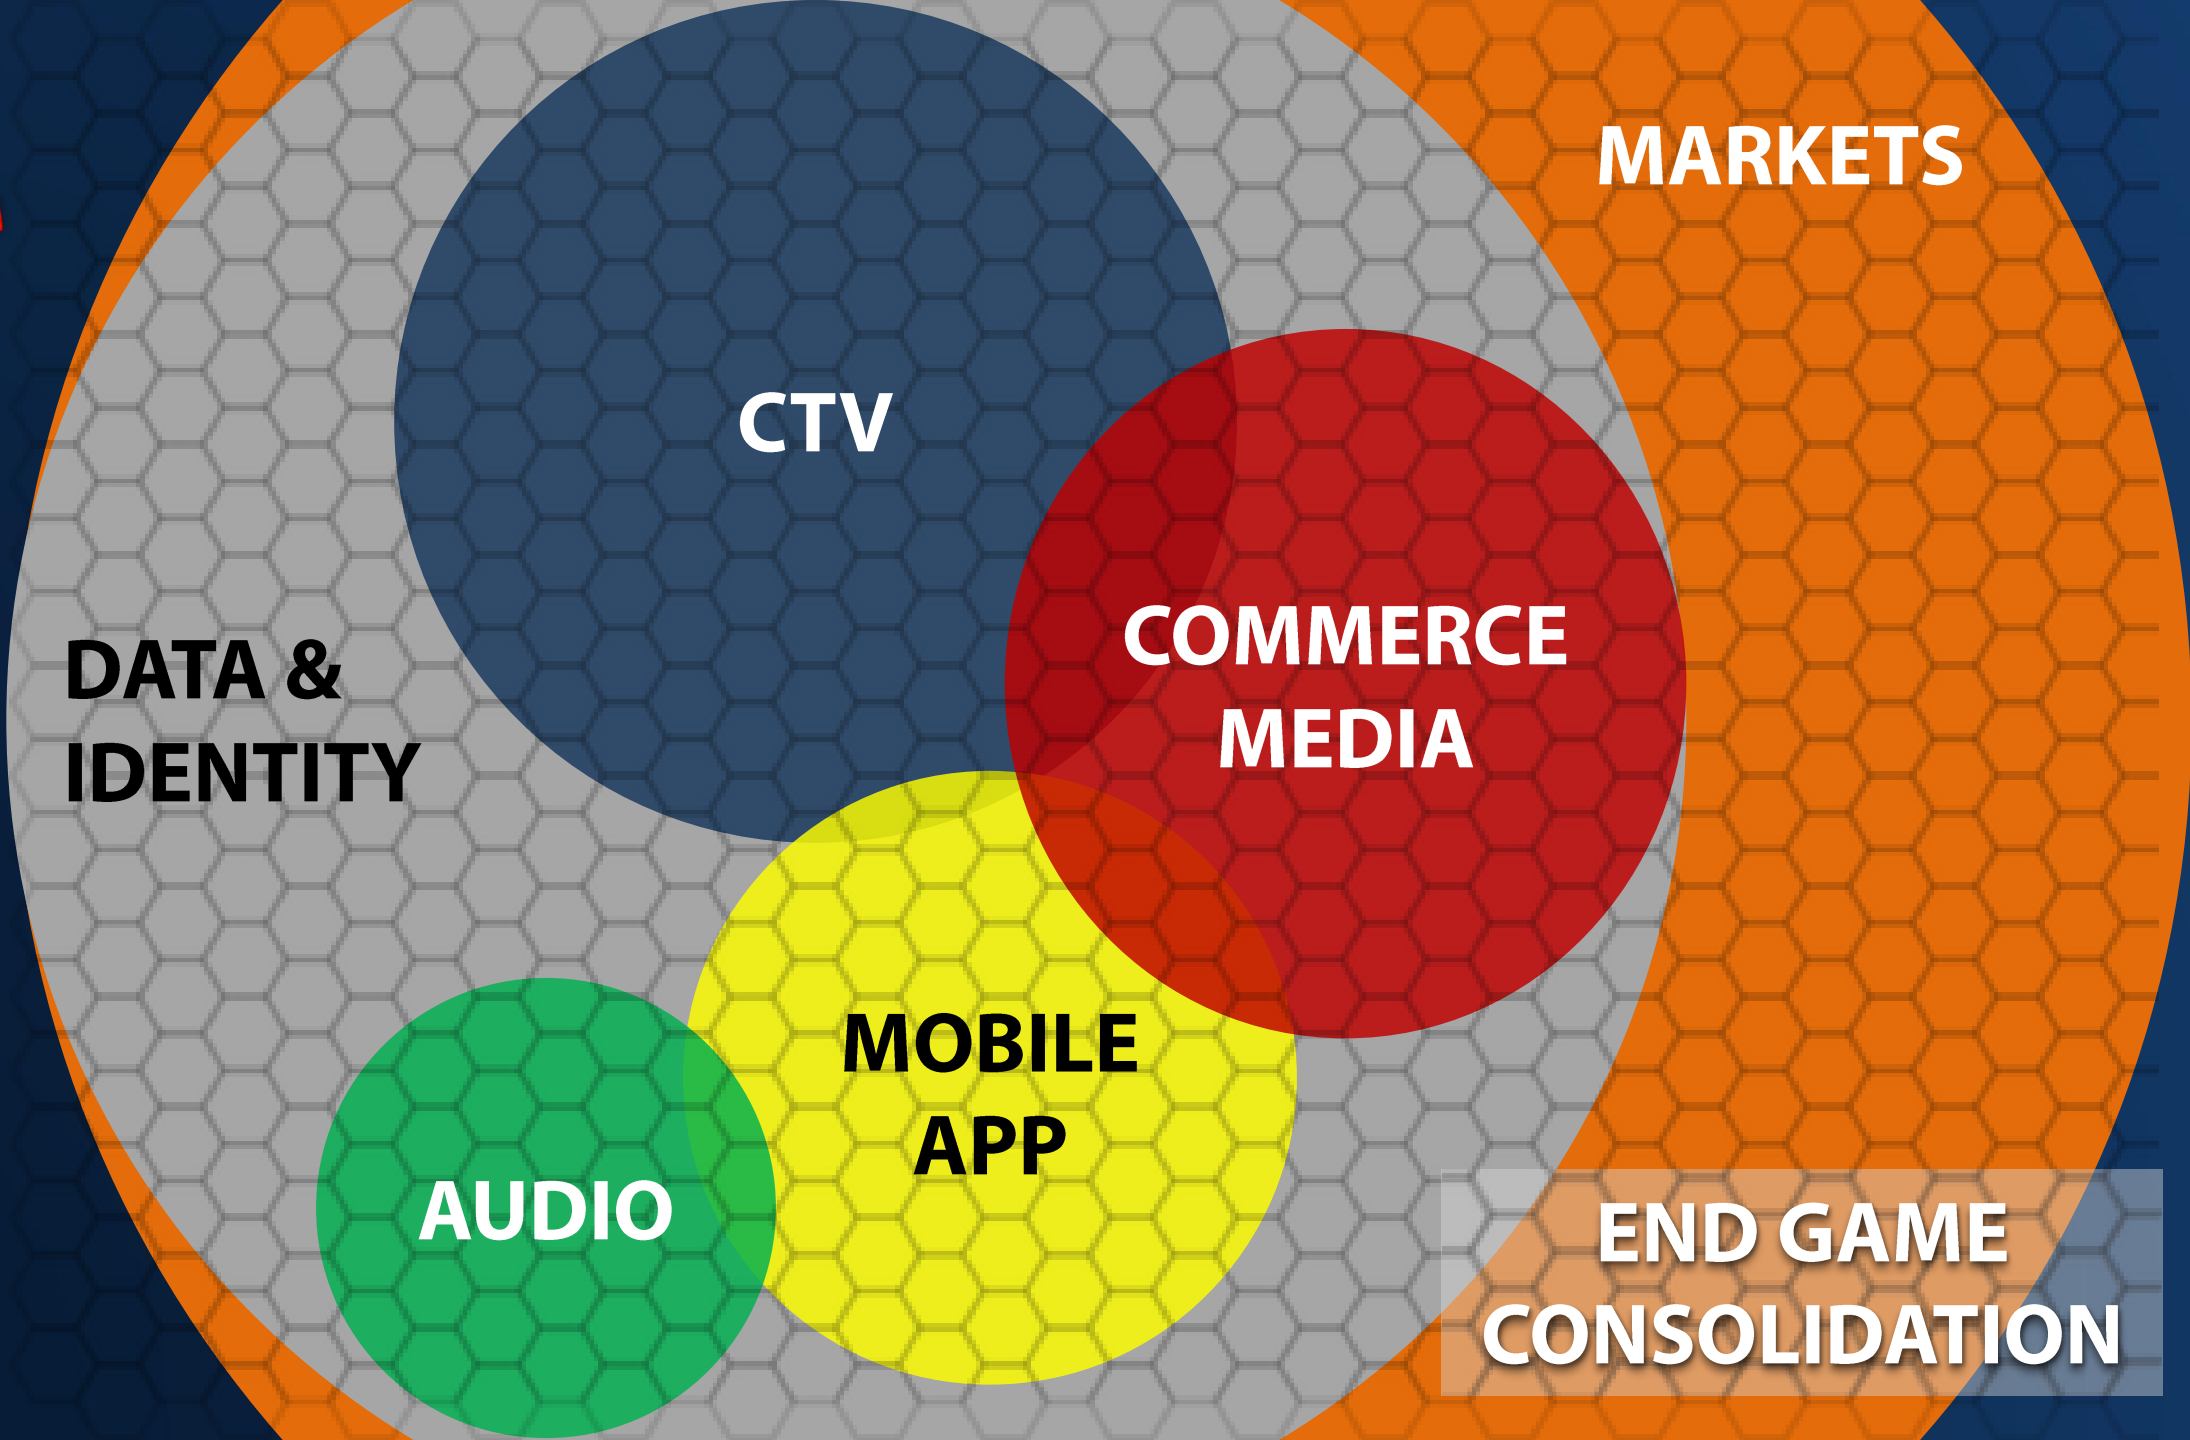 MARKETS
CTV
COMMERCE
MEDIA
DATA &
IDENTITY
MOBILE
APP
AUDIO
END GAME
CONSOLIDATION